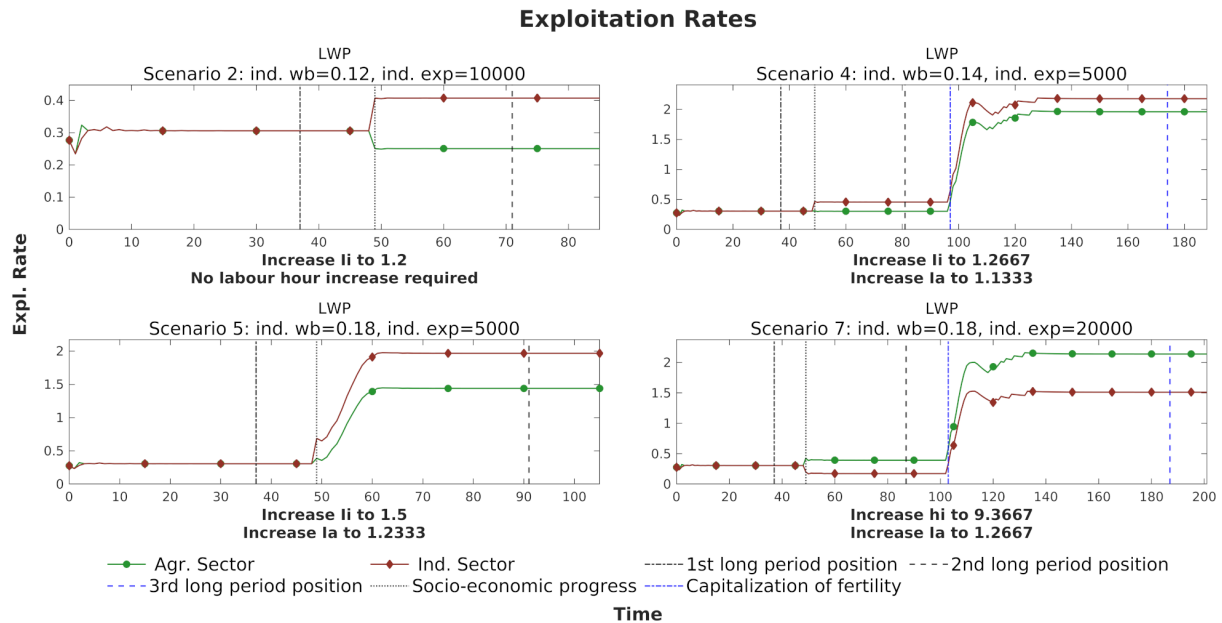 Exploitation Rates
LWP
Scenario 2: ind. wb=0.12, ind. exp=10000
0.4
0.3
0.2
0.1
0
0 10 20 30 40 50 60 70 80
Increase Ii to 1.2
No labour hour increase required
LWP
Scenario 4: ind. wb=0.14, ind. exp=5000
2
1.5
1
0.5
0
0 20 40 60 80 100 120 140 160 180
Increase Ii to 1.2667
Increase Ia to 1.1333
Expl. Rate
LWP
Scenario 5: ind. wb=0.18, ind. exp=5000
2
1.5
1
0.5
0
0 10 20 30 40 50 60 70 80 90 100
Increase Ii to 1.5
Increase Ia to 1.2333
LWP
Scenario 7: ind. wb=0.18, ind. exp=20000
2
1.5
1
0.5
0
0 20 40 60 80 100 120 140 160 180 200
Increase hi to 9.3667
Increase Ia to 1.2667
Agr. Sector Ind. Sector 1st long period position 2nd long period position
3rd long period position Socio-economic progress Capitalization of fertility
Time